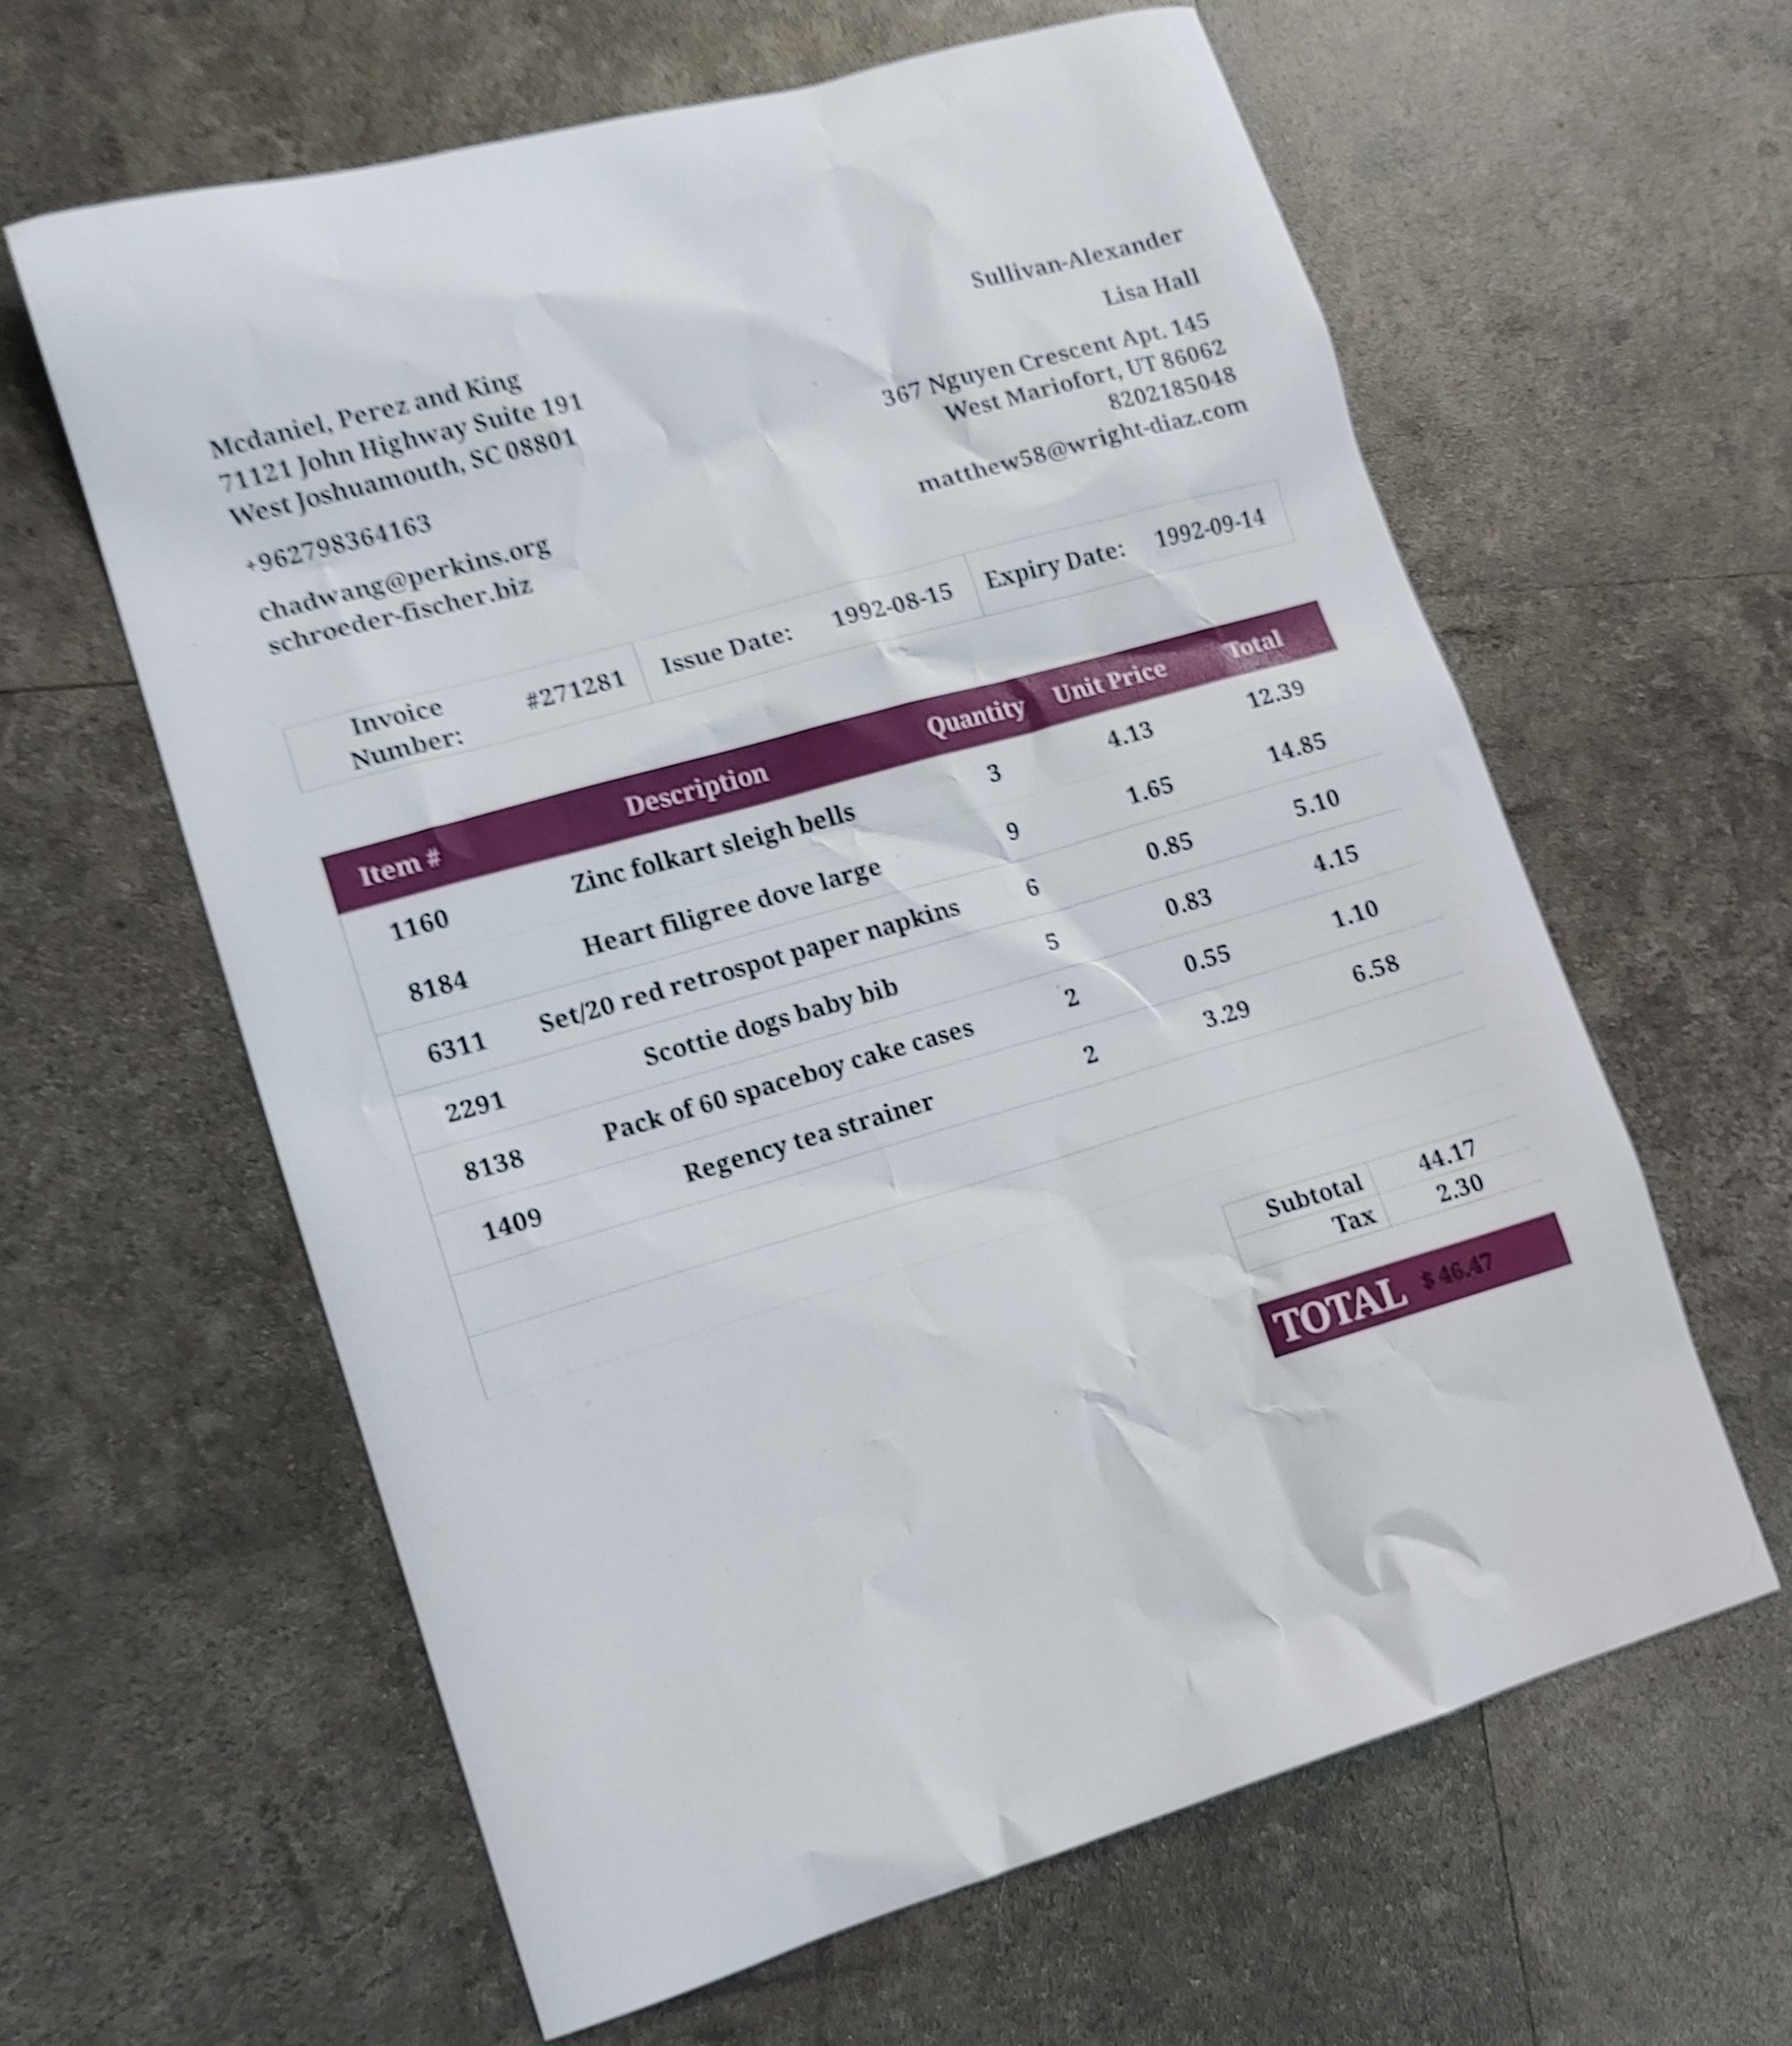 Sullivan-Alexander
Lisa Hall
367 Nguyen Crescent Apt. 145
West Mariofort, UT 86062
8202185048
matthew58@wright-diaz.com
Mcdaniel, Perez and King
71121 John Highway Suite 191
West Joshuamouth, SC 08801
+962798364163
chadwang@perkins.org
schroeder-fischer.biz
Invoice Number: #271281 Issue Date: 1992-08-15 Expiry Date: 1992-09-14
Item # Description Quantity Unit Price Total
1160 Zinc folkart sleigh bells 3 4.13 12.39
8184 Heart filigree dove large 9 1.65 14.85
6311 Set/20 red retrospot paper napkins 6 0.85 5.10
2291 Scottie dogs baby bib 5 0.83 4.15
8138 Pack of 60 spaceboy cake cases 2 0.55 1.10
1409 Regency tea strainer 2 3.29 6.58
Subtotal 44.17
Tax 2.30
TOTAL $ 46.47